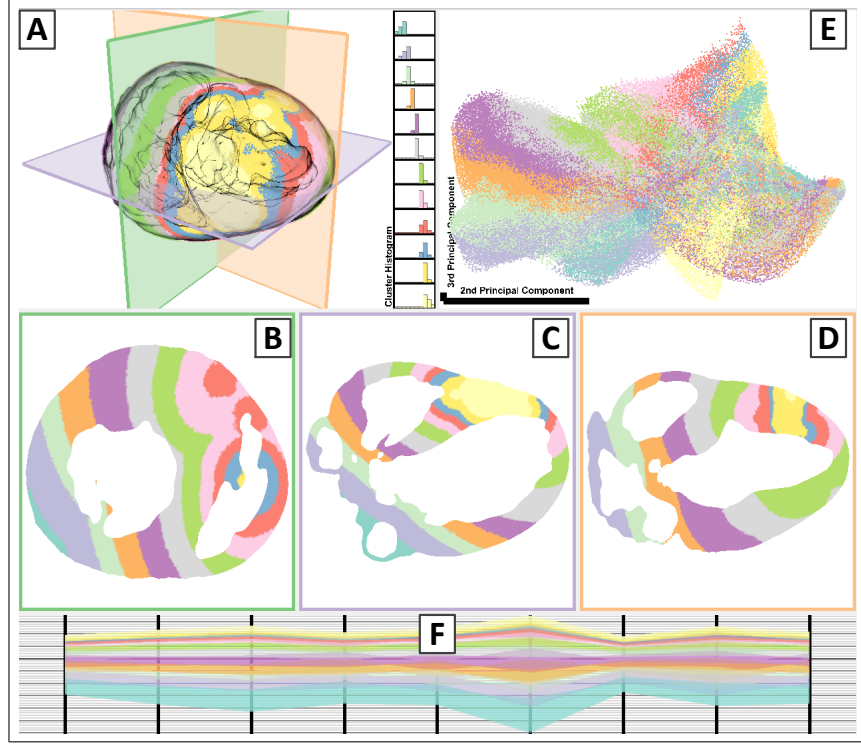 A
E
Cluster Histogram
3rd Principal Component
2nd Principal Component
B
C
D
F